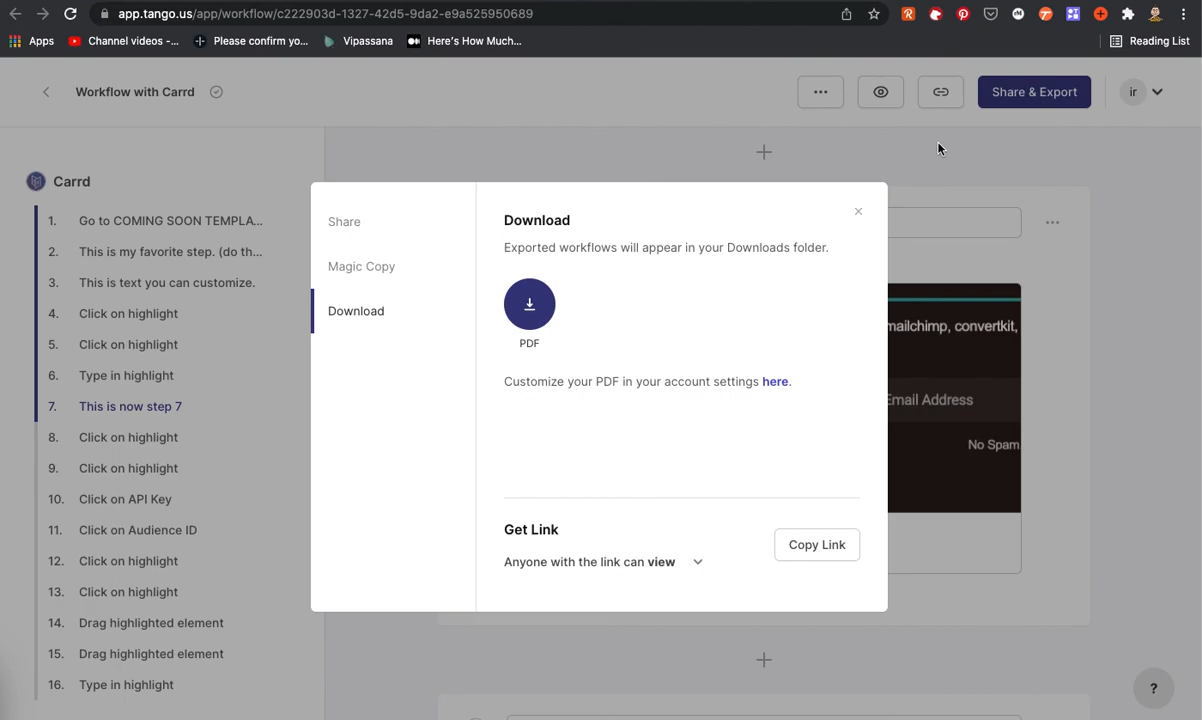 app.tango.us/app/workflow/c222903d-1327-42d5-9da2-e9a525950689
Apps Channel videos -... Please confirm yo... Vipassana Here's How Much... Reading List
Workflow with Carrd
Share & Export
ir
Carrd
1. Go to COMING SOON TEMPLA...
2. This is my favorite step. (do th...
3. This is text you can customize.
4. Click on highlight
5. Click on highlight
6. Type in highlight
7. This is now step 7
8. Click on highlight
9. Click on highlight
10. Click on API Key
11. Click on Audience ID
12. Click on highlight
13. Click on highlight
14. Drag highlighted element
15. Drag highlighted element
16. Type in highlight
Share
Magic Copy
Download
Download
Exported workflows will appear in your Downloads folder.
PDF
Customize your PDF in your account settings here.
Get Link
Anyone with the link can view
Copy Link
mailchimp, convertkit,
Email Address
No Spam
?